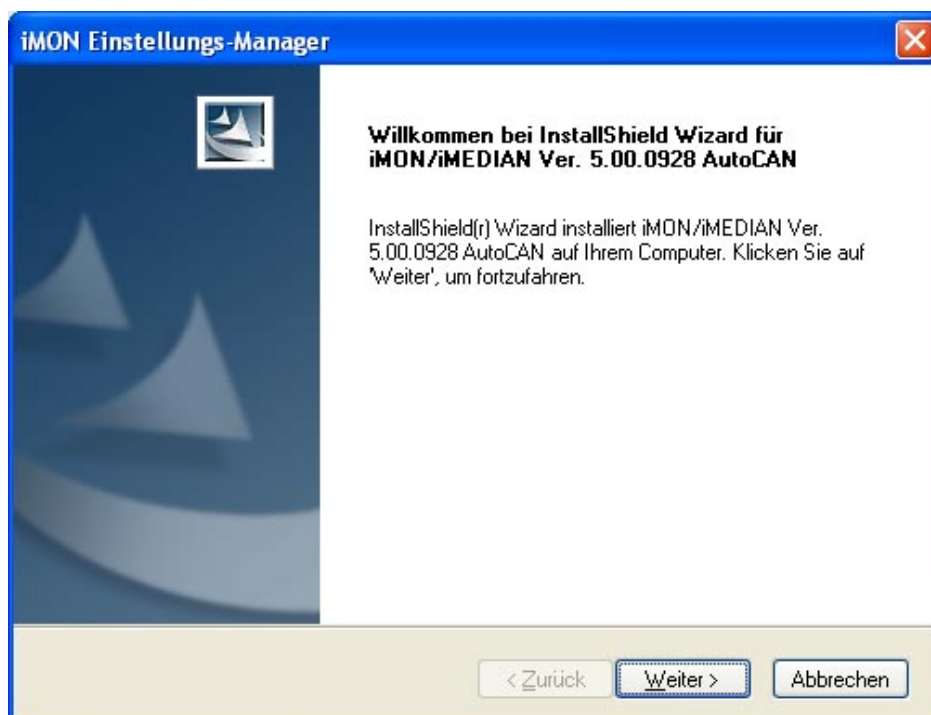 iMON Einstellungs-Manager
Willkommen bei InstallShield Wizard für
iMON/iMEDIAN Ver. 5.00.0928 AutoCAN
InstallShield(r) Wizard installiert iMON/iMEDIAN Ver.
5.00.0928 AutoCAN auf Ihrem Computer. Klicken Sie auf
'Weiter', um fortzufahren.
< Zurück Weiter > Abbrechen